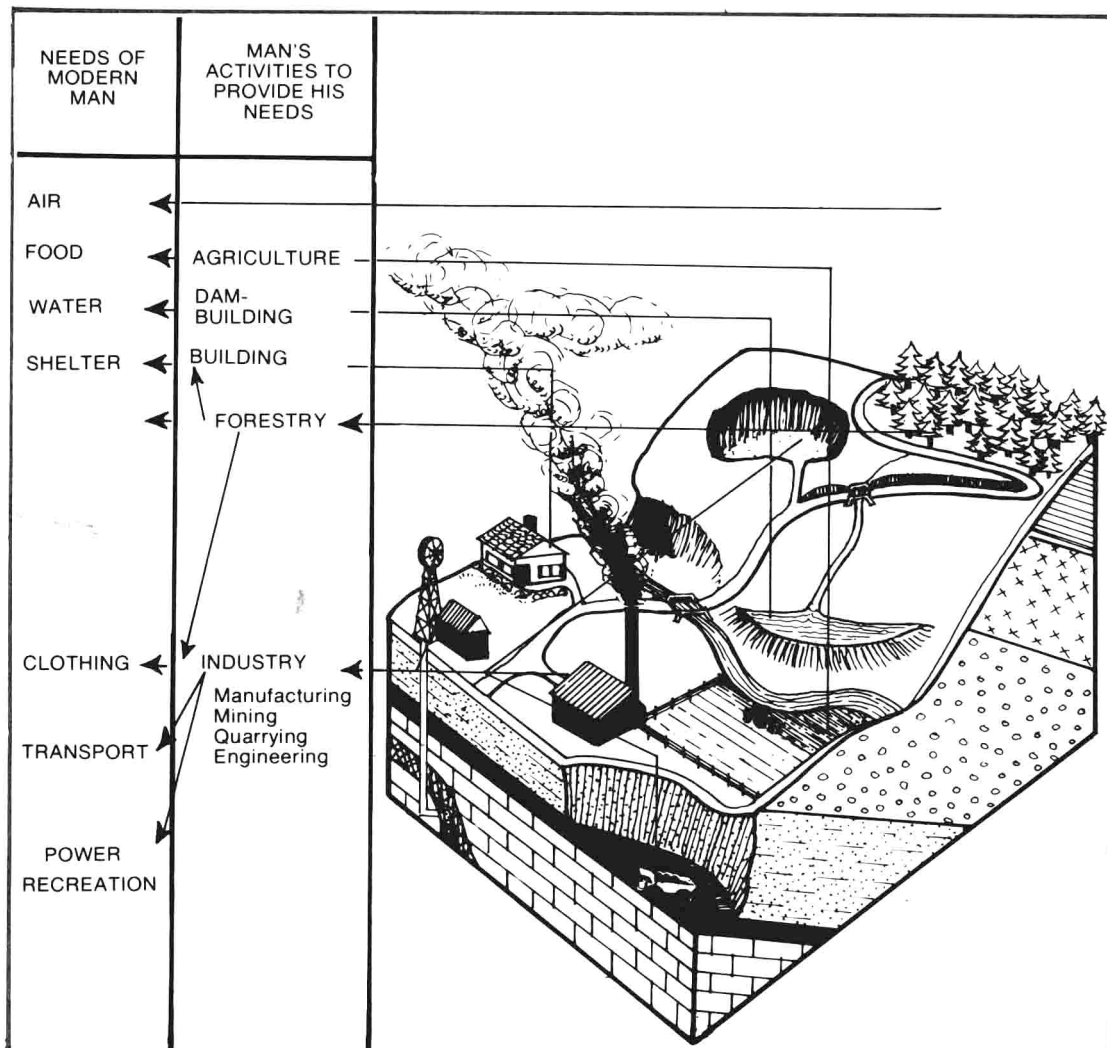 NEEDS OF
MODERN
MAN
MAN'S
ACTIVITIES TO
PROVIDE HIS
NEEDS
AIR
FOOD
AGRICULTURE
WATER
DAM-
BUILDING
SHELTER
BUILDING
FORESTRY
CLOTHING
INDUSTRY
Manufacturing
Mining
Quarrying
Engineering
TRANSPORT
POWER
RECREATION